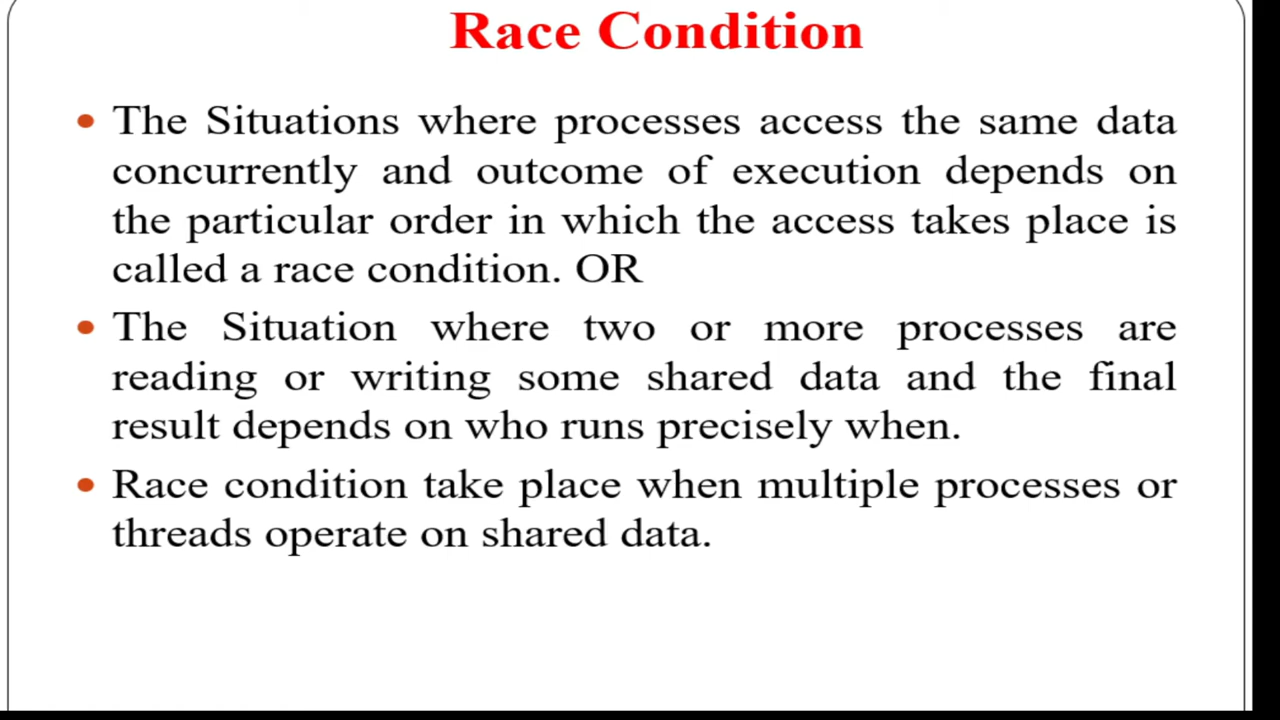 Race Condition
• The Situations where processes access the same data
concurrently and outcome of execution depends on
the particular order in which the access takes place is
called a race condition. OR
• The Situation where two or more processes are
reading or writing some shared data and the final
result depends on who runs precisely when.
• Race condition take place when multiple processes or
threads operate on shared data.